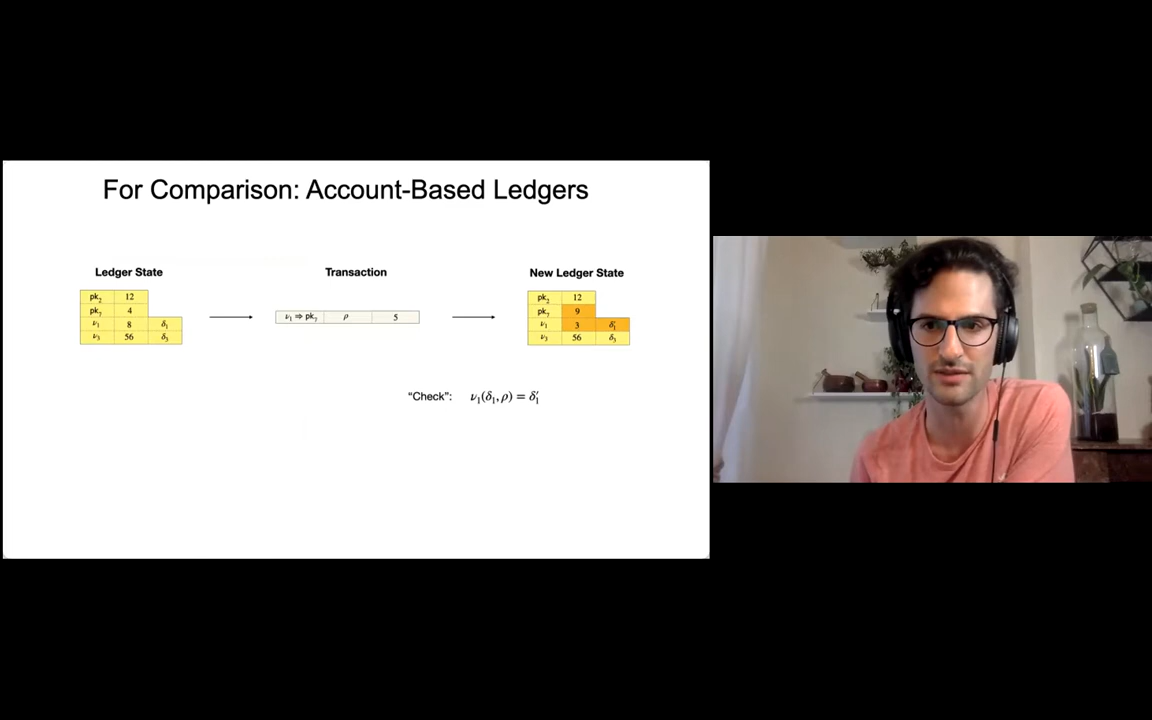 For Comparison: Account-Based Ledgers
Ledger State
Transaction
New Ledger State
pk₂ 12
pk₇ 4
ν₁ 8 δ₁
ν₃ 56 δ₃
ν₁ ⇒ pk₇ ρ 5
pk₂ 12
pk₇ 9
ν₁ 3 δ₁′
ν₃ 56 δ₃
“Check”: ν₁(δ₁, ρ) = δ₁′